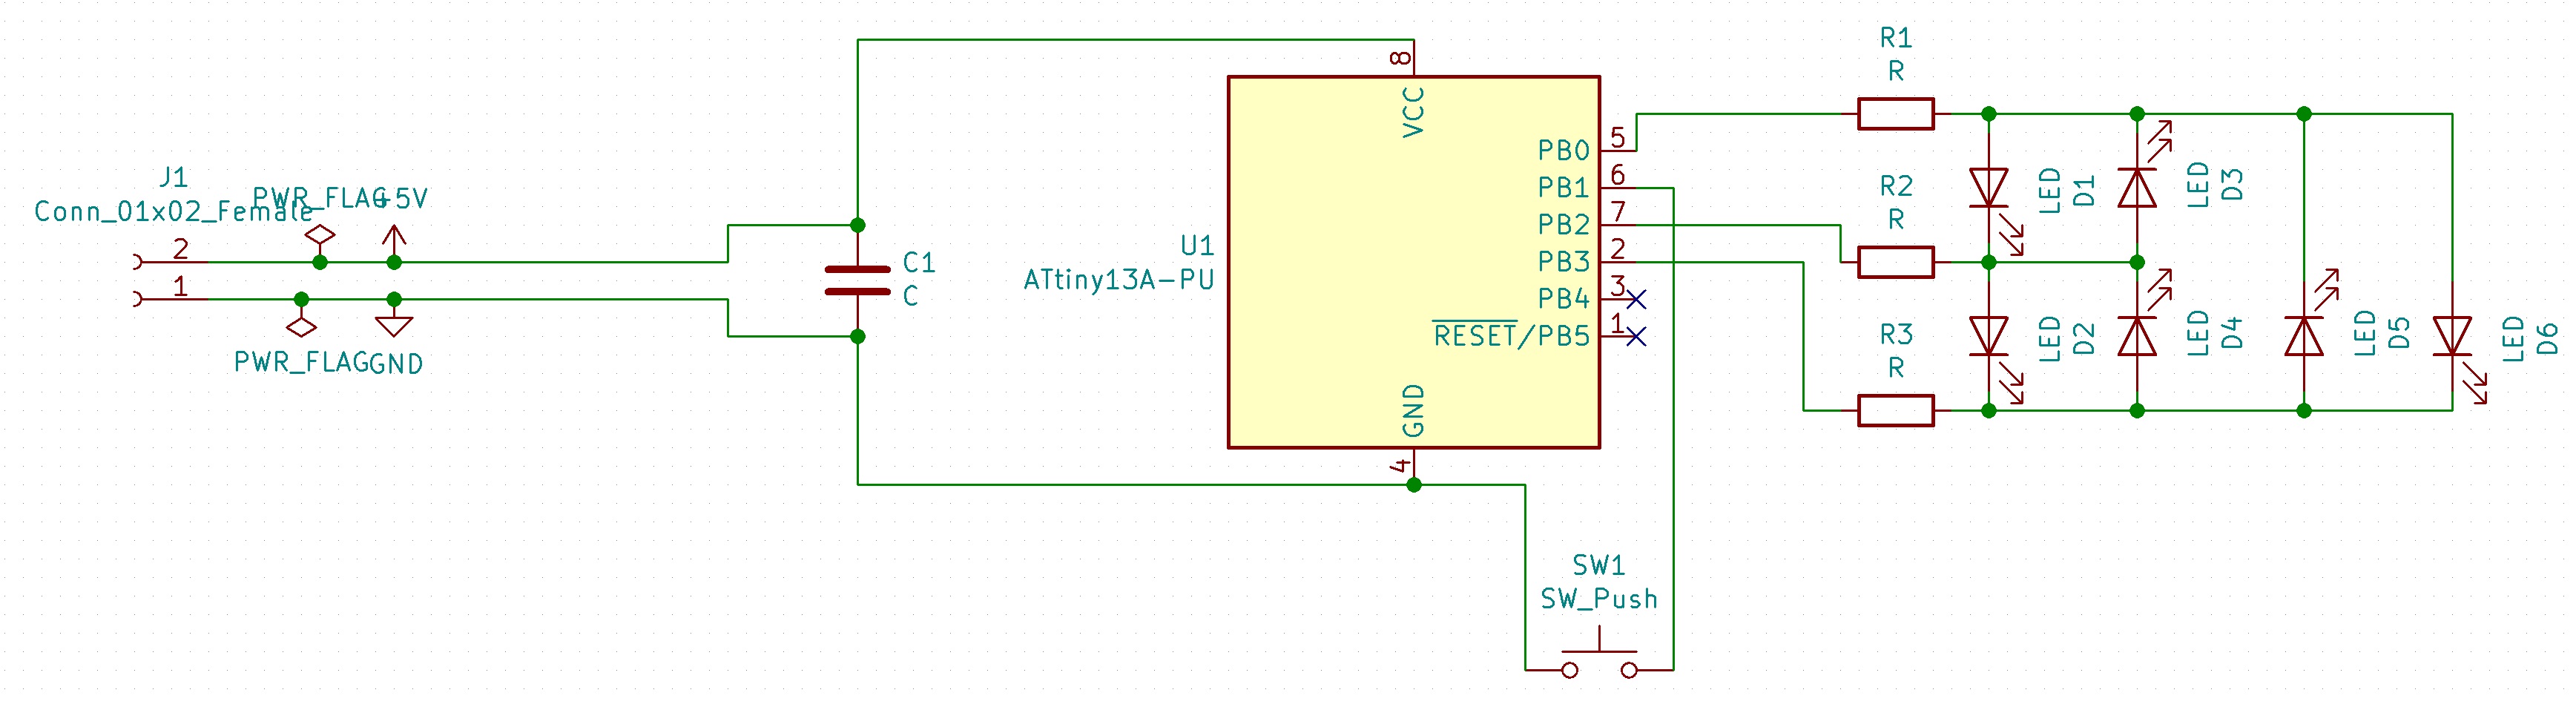 J1
Conn_01x02_Female
PWR_FLAG
+5V
2
1
PWR_FLAG
GND
C1
C
U1
ATtiny13A-PU
8
VCC
PB0
5
PB1
6
PB2
7
PB3
2
PB4
3
RESET/PB5
1
GND
4
SW1
SW_Push
R1
R
R2
R
R3
R
LED
D1
LED
D3
LED
D2
LED
D4
LED
D5
LED
D6